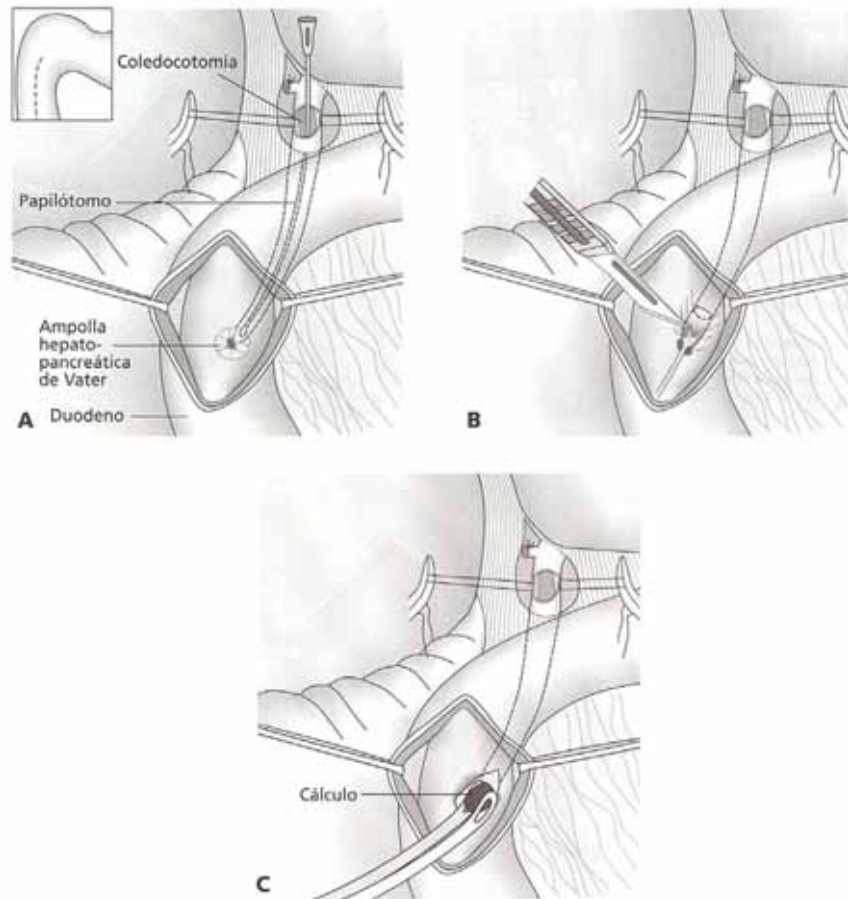 Coledocotomia
Papilótomo
Ampolla
hepato-
pancreática
de Vater
A
Duodeno
B
Cálculo
C